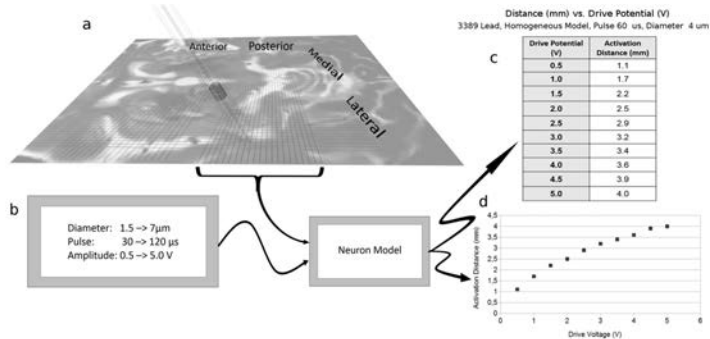 a
Anterior
Posterior
Medial
Lateral
b
Diameter: 1.5 –> 7µm
Pulse: 30 –> 120 µs
Amplitude: 0.5 –> 5.0 V
Neuron Model
Distance (mm) vs. Drive Potential (V)
3389 Lead, Homogeneous Model, Pulse 60 us, Diameter 4 um
c
Drive Potential (V) Activation Distance (mm)
0.5 1.1
1.0 1.7
1.5 2.2
2.0 2.5
2.5 2.9
3.0 3.2
3.5 3.4
4.0 3.6
4.5 3.9
5.0 4.0
d
Activation Distance (mm)
4,5
4
3,5
3
2,5
2
1,5
1
0,5
0
0 1 2 3 4 5 6
Drive Voltage (V)